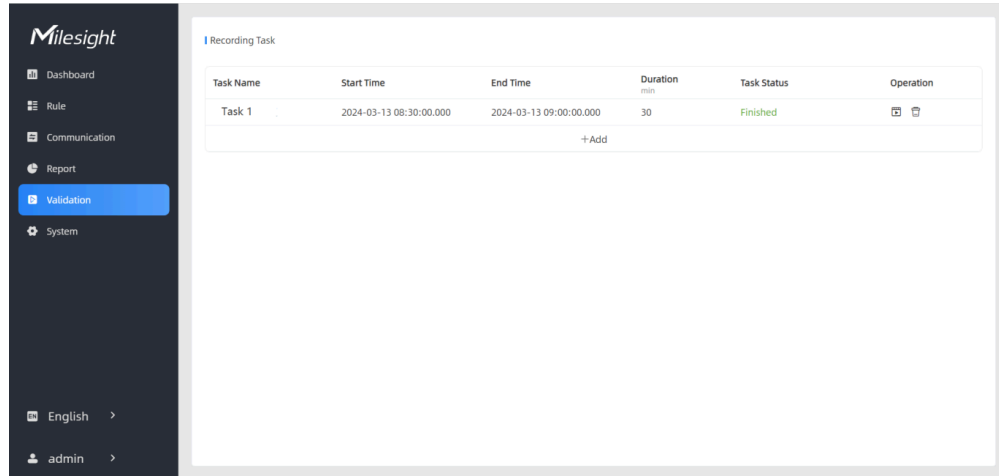 Milesight
Dashboard
Rule
Communication
Report
Validation
System
EN English >
admin >
Recording Task
Task Name Start Time End Time Duration min Task Status Operation
Task 1 2024-03-13 08:30:00.000 2024-03-13 09:00:00.000 30 Finished
+Add